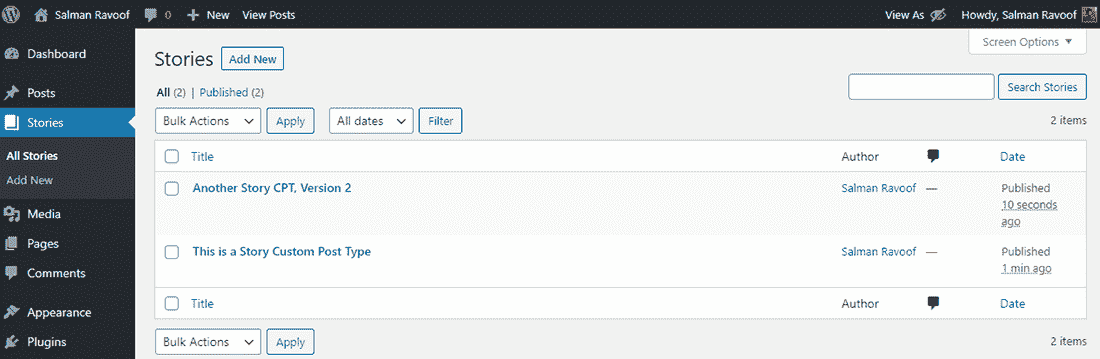 Salman Ravoof 0 New View Posts View As Howdy, Salman Ravoof
Dashboard
Posts
Stories
All Stories
Add New
Media
Pages
Comments
Appearance
Plugins
Screen Options
Stories Add New
All (2) | Published (2)
Search Stories
Bulk Actions Apply All dates Filter 2 items
Title Author Date
Another Story CPT, Version 2 Salman Ravoof — Published
10 seconds
ago
This is a Story Custom Post Type Salman Ravoof — Published
1 min ago
Title Author Date
Bulk Actions Apply 2 items